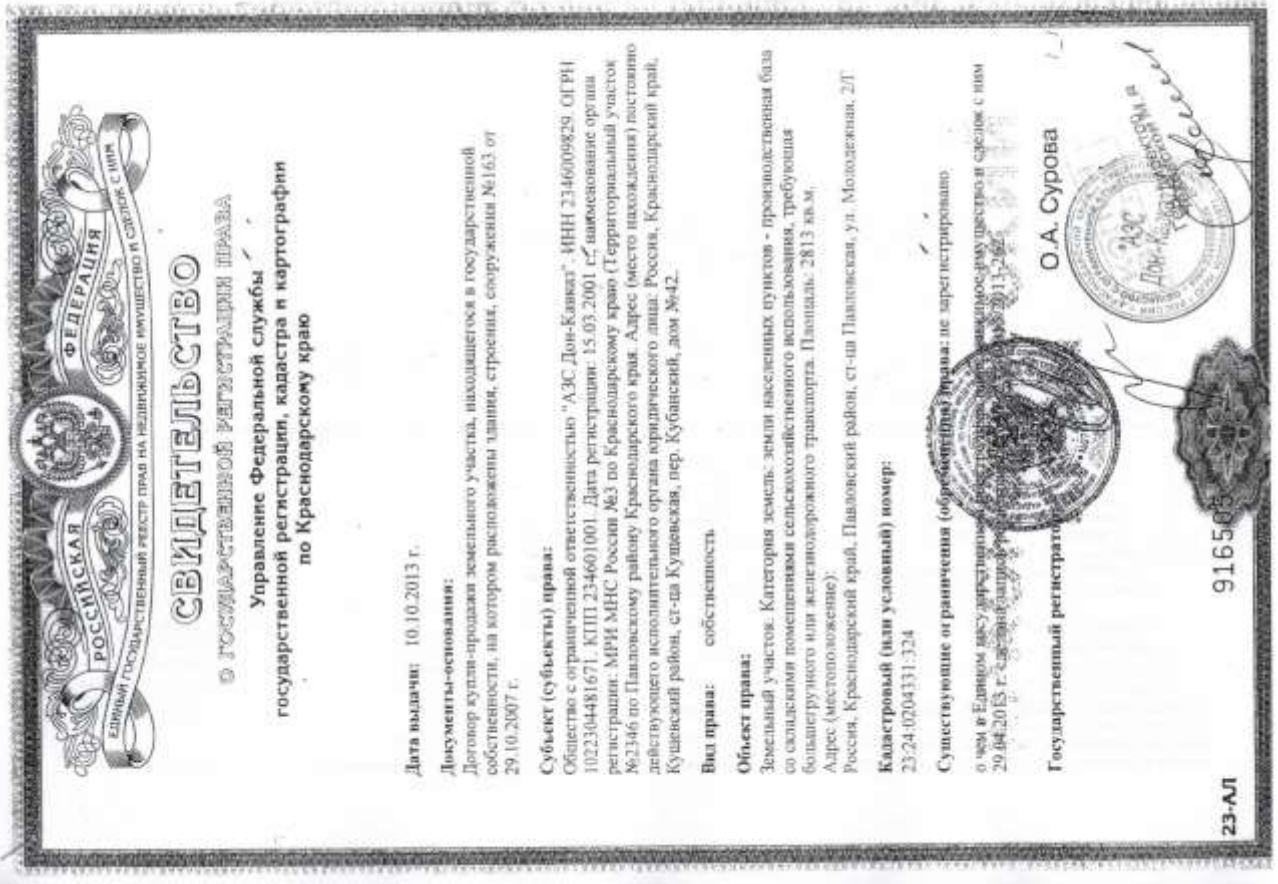 РОССИЙСКАЯ ФЕДЕРАЦИЯ
ЕДИНЫЙ ГОСУДАРСТВЕННЫЙ РЕЕСТР ПРАВ НА НЕДВИЖИМОЕ ИМУЩЕСТВО И СДЕЛОК С НИМ
СВИДЕТЕЛЬСТВО
О ГОСУДАРСТВЕННОЙ РЕГИСТРАЦИИ ПРАВА
Управление Федеральной службы
государственной регистрации, кадастра и картографии
по Краснодарскому краю
Дата выдачи: 10.10.2013 г.
Документы-основания:
Договор купли-продажи земельного участка, находящегося в государственной
собственности, на котором расположены здания, строения, сооружения №163 от
29.10.2007 г.
Субъект (субъекты) права:
Общество с ограниченной ответственностью "АЗС Дон-Кавказ". ИНН 2346009829. ОГРН
1022304481671. КПП 234601001. Дата регистрации: 15.03.2001 г., наименование органа
регистрации. МРИ МНС России №3 по Краснодарскому краю (Территориальный участок
№2346 по Павловскому району Краснодарского края. Адрес (место нахождения) постоянно
действующего исполнительного органа юридического лица: Россия, Краснодарский край,
Кущевский район, ст-ца Кущевская, пер. Кубанский, дом №42.
Вид права: собственность
Объект права:
Земельный участок. Категория земель: земли населенных пунктов - производственная база
со складскими помещениями сельскохозяйственного использования, требующая
большегрузного или железнодорожного транспорта. Площадь: 2813 кв.м.
Адрес (местоположение):
Россия, Краснодарский край, Павловский район, ст-ца Павловская, ул. Молодежная, 2/Г
Кадастровый (или условный) номер:
23:24:0204331:324
Существующие ограничения (обременения) права: не зарегистрировано
о чем в Едином государственном имущество и сделок с ним
29.04.2013 г. сделана запись
Государственный регистратор О.А. Сурова
"АЗС
Дон-Кавказ"
23-АЛ 916505